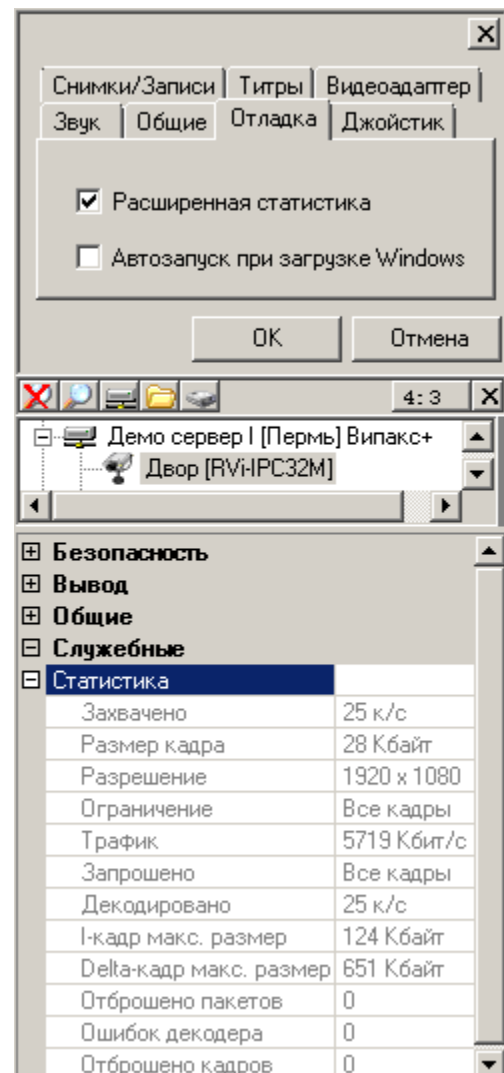 Снимки/Записи Титры Видеоадаптер
Звук Общие Отладка Джойстик
Расширенная статистика
Автозапуск при загрузке Windows
OK Отмена
4:3
Демо сервер I [Пермь] Випакс+
Двор [RVi-IPC32M]
Безопасность
Вывод
Общие
Служебные
Статистика
Захвачено 25 к/с
Размер кадра 28 Кбайт
Разрешение 1920 x 1080
Ограничение Все кадры
Трафик 5719 Кбит/с
Запрошено Все кадры
Декодировано 25 к/с
I-кадр макс. размер 124 Кбайт
Delta-кадр макс. размер 651 Кбайт
Отброшено пакетов 0
Ошибок декодера 0
Отброшено кадров 0